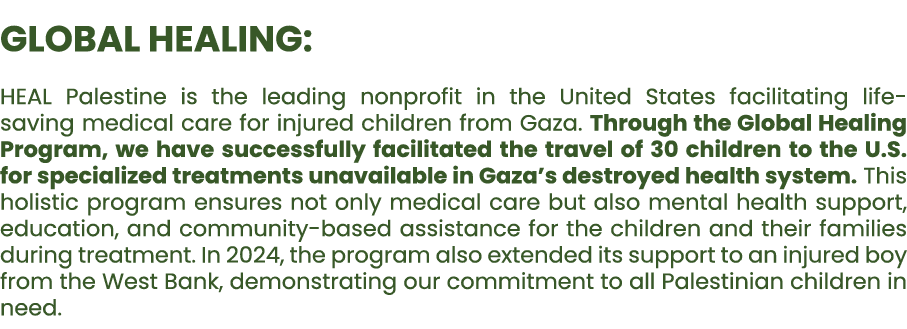 GLOBAL HEALING:
HEAL Palestine is the leading nonprofit in the United States facilitating life-
saving medical care for injured children from Gaza. Through the Global Healing
Program, we have successfully facilitated the travel of 30 children to the U.S.
for specialized treatments unavailable in Gaza’s destroyed health system. This
holistic program ensures not only medical care but also mental health support,
education, and community-based assistance for the children and their families
during treatment. In 2024, the program also extended its support to an injured boy
from the West Bank, demonstrating our commitment to all Palestinian children in
need.